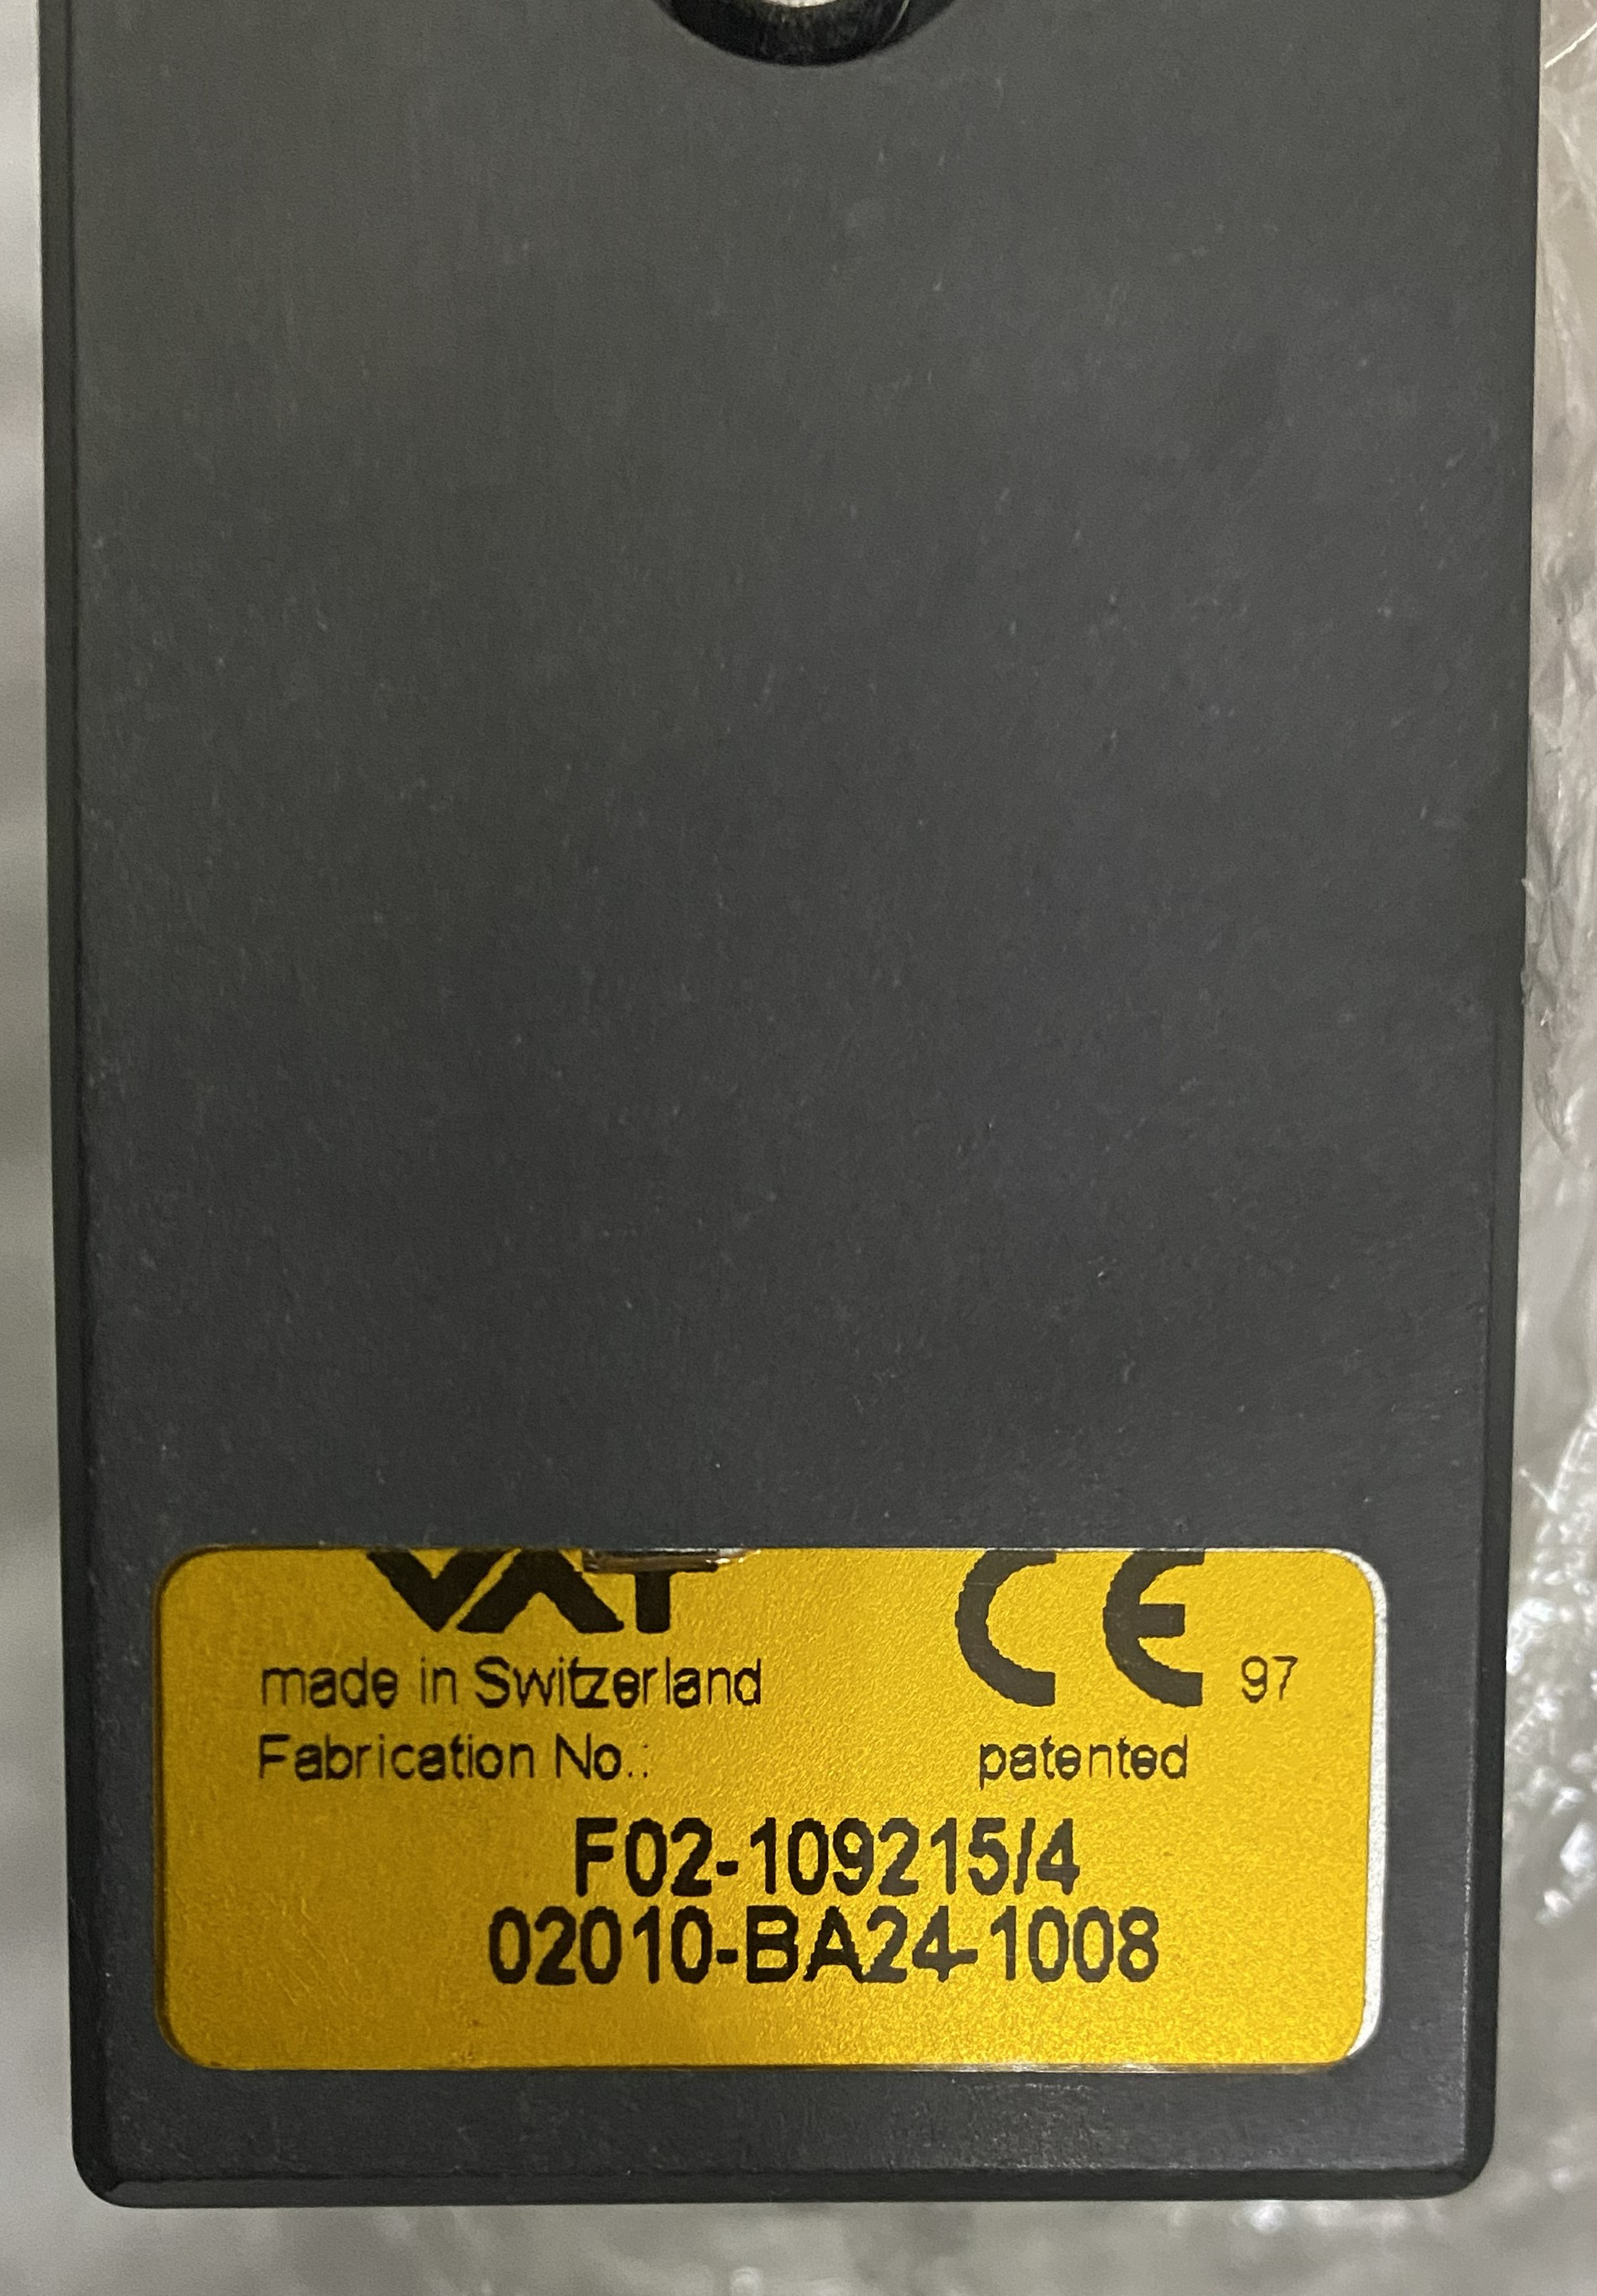 VAT CE
made in Switzerland 97
Fabrication No.: patented
F02-109215/4
02010-BA24-1008